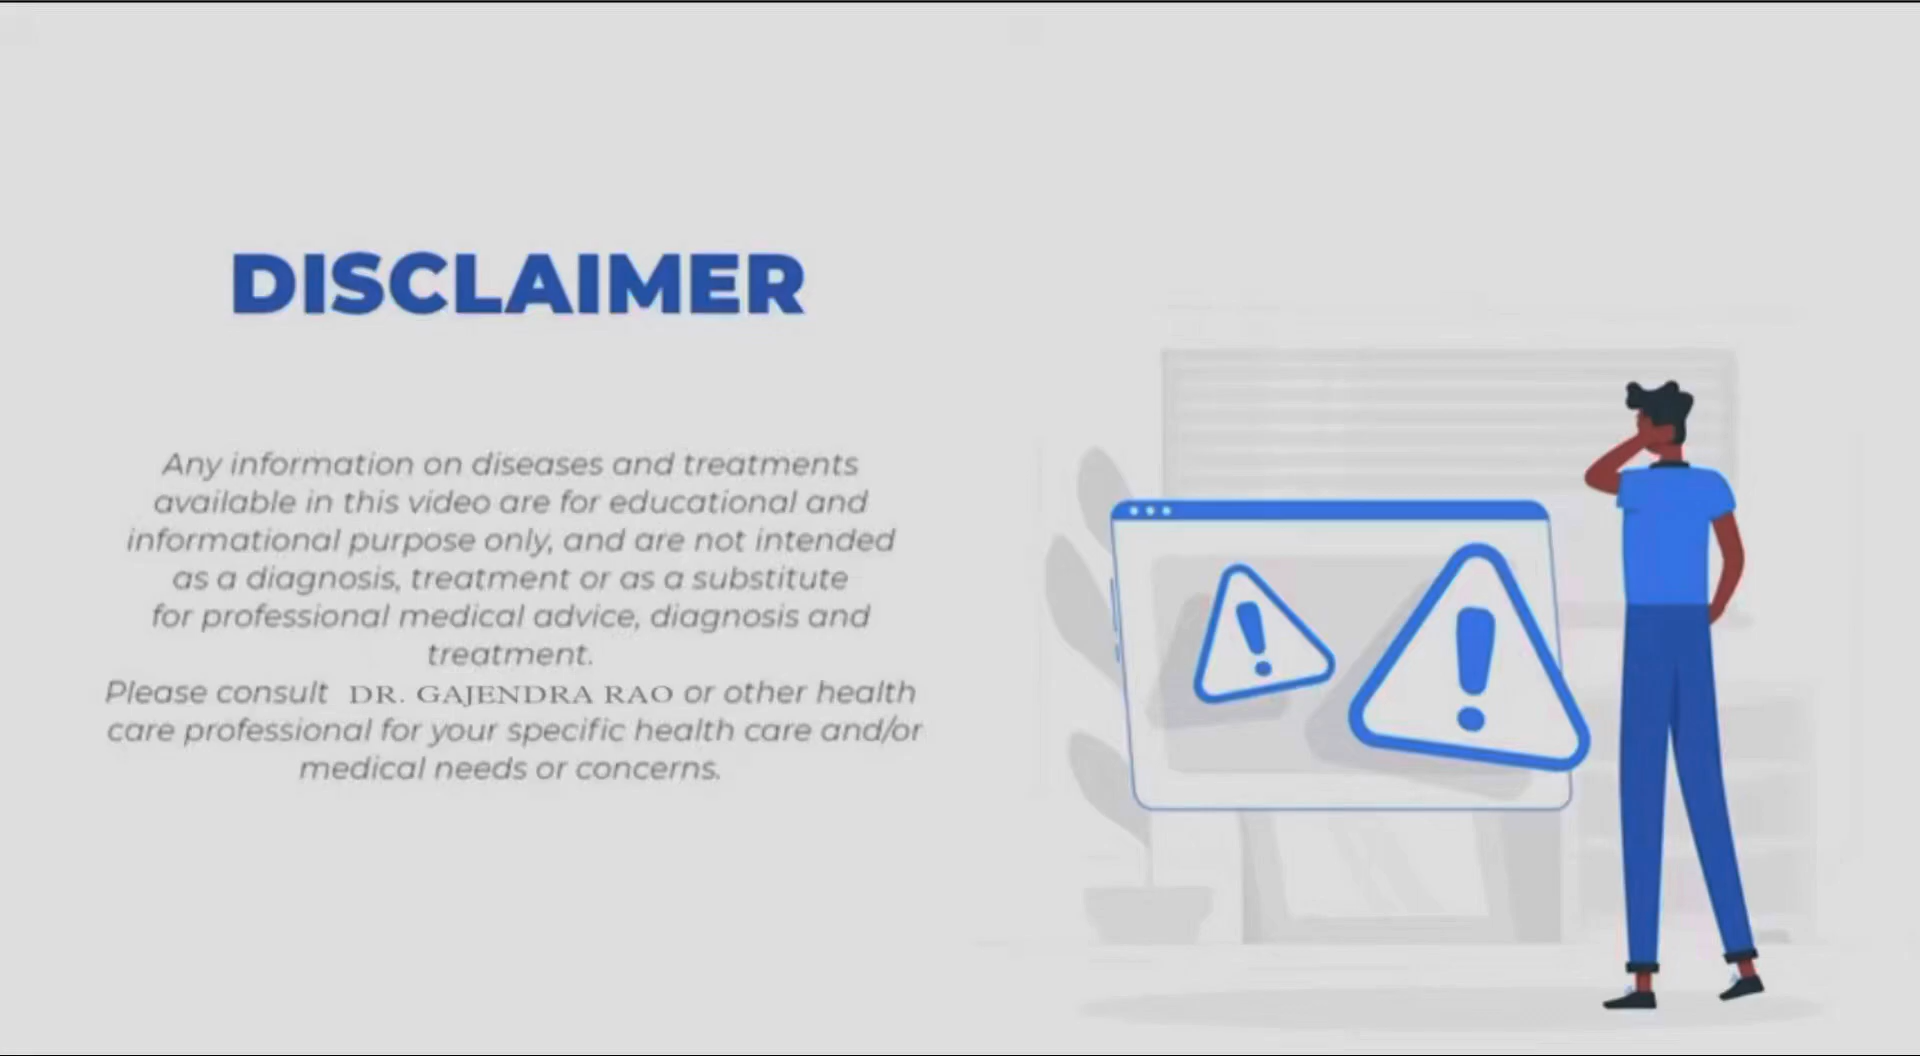 DISCLAIMER
Any information on diseases and treatments
available in this video are for educational and
informational purpose only, and are not intended
as a diagnosis, treatment or as a substitute
for professional medical advice, diagnosis and
treatment.
Please consult DR. GAJENDRA RAO or other health
care professional for your specific health care and/or
medical needs or concerns.